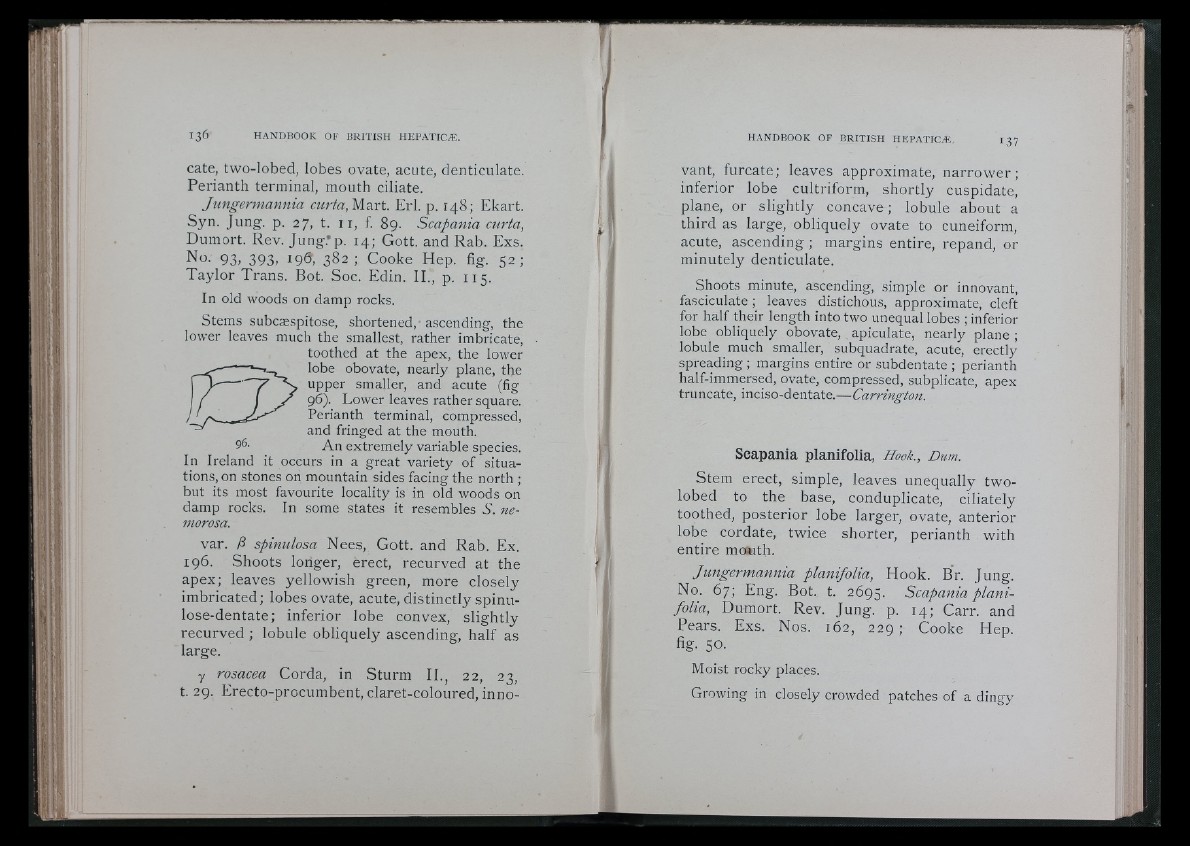 136 HANDBOOK OF BRITISH HEPATICÆ.
cate, two-lobed, lobes ovate, acute, denticulate.
Perianth terminal, mouth ciliate.
Jungermannia curta, Mart. Erl. p. 148; Ekart.
Syn. Jung. p. 27, t. 11, f. 89. Scapania curta,
Dumort. Rev. Jung. p. 14; Gott. and Rab. Exs.
No. 93, 393, 196, 382; Cooke Hep. fig. 52;
Taylor Trans. Bot. Soc. Edin. II., p. 115.
In old woods on damp rocks.
Stems subcæspitose, shortened, ascending, the
lower leaves much the smallest, rather imbricate,
toothed at the apex, the lower
lobe obovate, nearly plane, the
upper smaller, and acute (fig
96). Lower leaves rather square.
Perianth terminal, compressed,
and fringed at the mouth.
96.
An extremely variable species.
In Ireland it occurs in a great variety of situa-
tions, on stones on mountain sides facing the north;
but its most favourite locality is in old woods on
damp rocks. In some states it resembles S. ne-
morosa.
var. β spinulosa Nees, Gott. and Rab. Ex.
196. Shoots longer, erect, recurved at the
apex; leaves yellowish green, more closely
imbricated; lobes ovate, acute, distinctly spinu-
lose-dentate; inferior lobe convex, slightly
recurved; lobule obliquely ascending, half as
large.
γ rosacea Corda, in Sturm II., 22, 23,
t. 29. Erecto-procumbent, claret-coloured, inno-
HANDBOOK OF BRITISH HEPATICÆ. 137
vant, furcate; leaves approximate, narrower;
inferior lobe cultriform, shortly cuspidate,
plane, or slightly concave; lobule about a
third as large, obliquely ovate to cuneiform,
acute, ascending; margins entire, repand, or
minutely denticulate.
Shoots minute, ascending, simple or innovant,
fasciculate; leaves distichous, approximate, cleft
for half their length into two unequal lobes; inferior
lobe obliquely obovate, apiculate, nearly plane;
lobule much smaller, subquadrate, acute, erectly
spreading; margins entire or subdentate; perianth
half-immersed, ovate, compressed, subplicate, apex
truncate, inciso-dentate.—Carrington.
Scapania planifolia, Hook., Dum.
Stem erect, simple, leaves unequally two-
lobed to the base, conduplicate, ciliately
toothed, posterior lobe larger, ovate, anterior
lobe cordate, twice shorter, perianth with
entire mouth.
Jungermannia planifolia, Hook. Br. Jung.
No. 67; Eng. Bot. t. 2695. Scapania plani-
folia, Dumort. Rev. Jung. p. 14; Carr. and
Pears. Exs. Nos. 162, 229; Cooke Hep.
fig. 50.
Moist rocky places.
Growing in closely crowded patches of a dingy